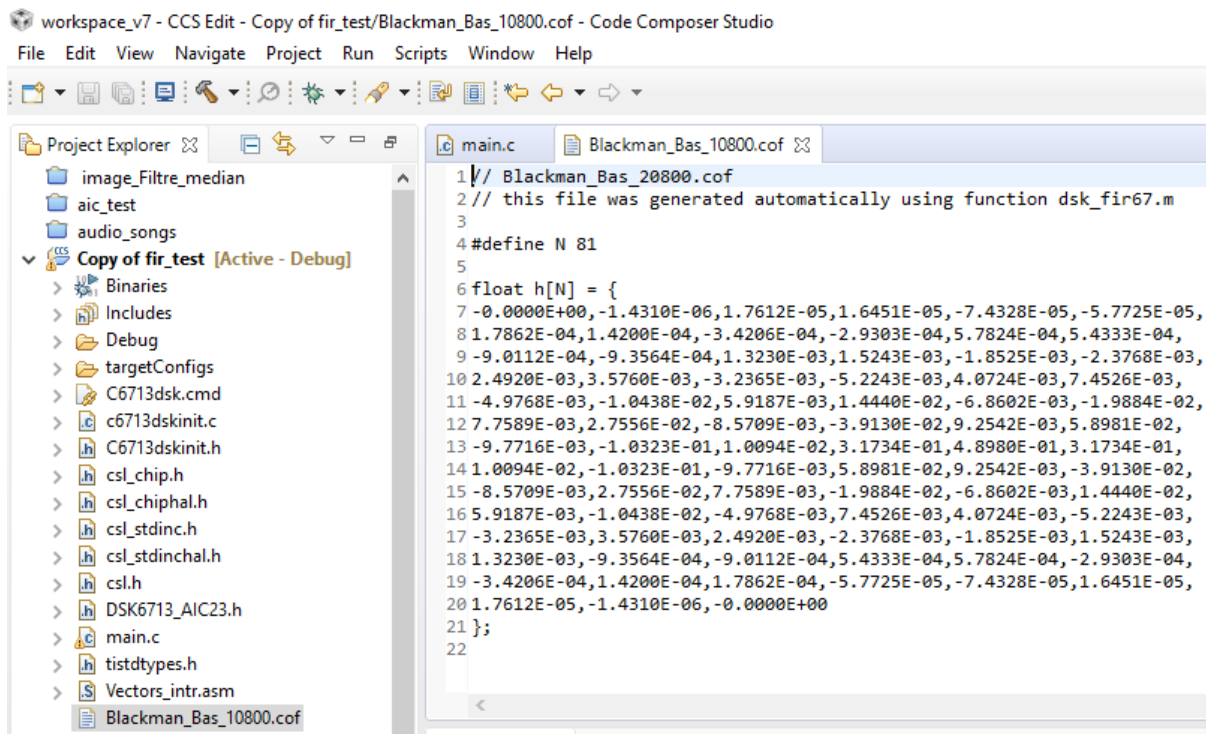 workspace_v7 - CCS Edit - Copy of fir_test/Blackman_Bas_10800.cof - Code Composer Studio
File Edit View Navigate Project Run Scripts Window Help
Project Explorer
image_Filtre_median
aic_test
audio_songs
Copy of fir_test [Active - Debug]
Binaries
Includes
Debug
targetConfigs
C6713dsk.cmd
c6713dskinit.c
C6713dskinit.h
csl_chip.h
csl_chiphal.h
csl_stdinc.h
csl_stdinchal.h
csl.h
DSK6713_AIC23.h
main.c
tistdtypes.h
Vectors_intr.asm
Blackman_Bas_10800.cof
main.c Blackman_Bas_10800.cof
1 // Blackman_Bas_20800.cof
2 // this file was generated automatically using function dsk_fir67.m
3
4 #define N 81
5
6 float h[N] = {
7 -0.0000E+00,-1.4310E-06,1.7612E-05,1.6451E-05,-7.4328E-05,-5.7725E-05,
8 1.7862E-04,1.4200E-04,-3.4206E-04,-2.9303E-04,5.7824E-04,5.4333E-04,
9 -9.0112E-04,-9.3564E-04,1.3230E-03,1.5243E-03,-1.8525E-03,-2.3768E-03,
10 2.4920E-03,3.5760E-03,-3.2365E-03,-5.2243E-03,4.0724E-03,7.4526E-03,
11 -4.9768E-03,-1.0438E-02,5.9187E-03,1.4440E-02,-6.8602E-03,-1.9884E-02,
12 7.7589E-03,2.7556E-02,-8.5709E-03,-3.9130E-02,9.2542E-03,5.8981E-02,
13 -9.7716E-03,-1.0323E-01,1.0094E-02,3.1734E-01,4.8980E-01,3.1734E-01,
14 1.0094E-02,-1.0323E-01,-9.7716E-03,5.8981E-02,9.2542E-03,-3.9130E-02,
15 -8.5709E-03,2.7556E-02,7.7589E-03,-1.9884E-02,-6.8602E-03,1.4440E-02,
16 5.9187E-03,-1.0438E-02,-4.9768E-03,7.4526E-03,4.0724E-03,-5.2243E-03,
17 -3.2365E-03,3.5760E-03,2.4920E-03,-2.3768E-03,-1.8525E-03,1.5243E-03,
18 1.3230E-03,-9.3564E-04,-9.0112E-04,5.4333E-04,5.7824E-04,-2.9303E-04,
19 -3.4206E-04,1.4200E-04,1.7862E-04,-5.7725E-05,-7.4328E-05,1.6451E-05,
20 1.7612E-05,-1.4310E-06,-0.0000E+00
21 };
22